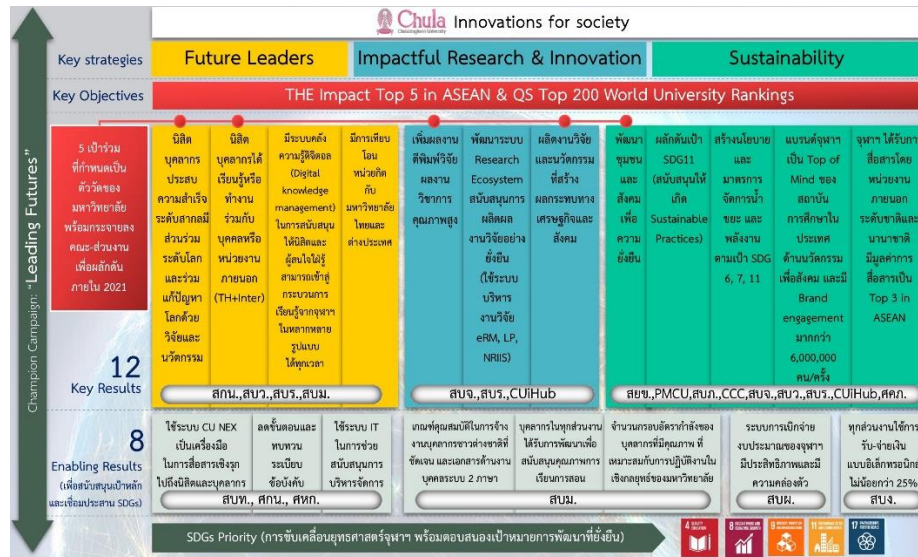 Chula
Chulalongkorn University
Innovations for society
Champion Campaign: "Leading Futures"
Key strategies
Future Leaders
Impactful Research & Innovation
Sustainability
Key Objectives
THE Impact Top 5 in ASEAN & QS Top 200 World University Rankings
5 เป้าร่วม
ที่กำหนดเป็น
ตัววัดของ
มหาวิทยาลัย
พร้อมกระจายลง
คณะ-ส่วนงาน
เพื่อผลักดัน
ภายใน 2021
12
Key Results
นิสิต
บุคลากร
ประสบ
ความสำเร็จ
ระดับสากลมี
ส่วนร่วม
ระดับโลก
และร่วม
แก้ปัญหา
โลกด้วย
วิจัยและ
นวัตกรรม
นิสิต
บุคลากรได้
เรียนรู้หรือ
ทำงาน
ร่วมกับ
บุคคลหรือ
หน่วยงาน
ภายนอก
(TH+Inter)
มีระบบคลัง
ความรู้ดิจิตอล
(Digital
knowledge
management)
ในการสนับสนุน
ให้นิสิตและ
ผู้สนใจใฝ่รู้
สามารถเข้าสู่
กระบวนการ
เรียนรู้จากจุฬาฯ
ในหลากหลาย
รูปแบบ
ได้ทุกเวลา
มีการเทียบ
โอน
หน่วยกิต
กับ
มหาวิทยาลัย
ไทยและ
ต่างประเทศ
สกน.,สบว.,สบร.,สบม.
เพิ่มผลงาน
ตีพิมพ์วิจัย
ผลงาน
วิชาการ
คุณภาพสูง
พัฒนาระบบ
Research
Ecosystem
สนับสนุนการ
ผลิตผล
งานวิจัยอย่าง
ยั่งยืน
(ใช้ระบบ
บริหาร
งานวิจัย
eRM, LP,
NRIIS)
ผลิตงานวิจัย
และนวัตกรรม
ที่สร้าง
ผลกระทบทาง
เศรษฐกิจและ
สังคม
สบจ.,สบร.,CUiHub
พัฒนา
ชุมชน
และ
สังคม
เพื่อ
ความ
ยั่งยืน
ผลักดันเป้า
SDG11
(สนับสนุนให้
เกิด
Sustainable
Practices)
สร้างนโยบาย
และ
มาตรการ
จัดการน้ำ
ขยะ และ
พลังงาน
ตามเป้า SDG
6, 7, 11
แบรนด์จุฬาฯ
เป็น Top of
Mind ของ
สถาบัน
การศึกษาใน
ประเทศ
ด้านนวัตกรรม
เพื่อสังคม และมี
Brand
engagement
มากกว่า
6,000,000
คน/ครั้ง
จุฬาฯ ได้รับการ
สื่อสารโดย
หน่วยงาน
ภายนอก
ระดับชาติและ
นานาชาติ
มีมูลค่าการ
สื่อสารเป็น
Top 3 in
ASEAN
สยข.,PMCU,สบภ.,CCC,สบจ.,สบว.,สบร.,CUiHub,ศคภ.
8
Enabling Results
(เพื่อสนับสนุนเป้าหลัก
และเชื่อมประสาน SDGs)
ใช้ระบบ CU NEX
เป็นเครื่องมือ
ในการสื่อสารเชิงรุก
ไปถึงนิสิตและบุคลากร
ลดขั้นตอนและ
ทบทวน
ระเบียบ
ข้อบังคับ
ใช้ระบบ IT
ในการช่วย
สนับสนุนการ
บริหารจัดการ
สบท., ศกน., ศหก.
เกณฑ์คุณสมบัติในการจ้าง
งานบุคลากรชาวต่างชาติที่
ชัดเจน และเอกสารด้านงาน
บุคคลระบบ 2 ภาษา
บุคลากรในทุกส่วนงาน
ได้รับการพัฒนาเพื่อ
สนับสนุนคุณภาพการ
เรียนการสอน
จำนวนกรอบอัตรากำลังของ
บุคลากรที่มีคุณภาพ ที่
เหมาะสมกับการปฏิบัติงานใน
เชิงกลยุทธ์ของมหาวิทยาลัย
สบม.
ระบบการเบิกจ่าย
งบประมาณของจุฬาฯ
มีประสิทธิภาพและมี
ความคล่องตัว
สบผ.
ทุกส่วนงานใช้การ
รับ-จ่ายเงิน
แบบอิเล็กทรอนิกส์
ไม่น้อยกว่า 25%
สบง.
SDGs Priority (การขับเคลื่อนยุทธศาสตร์จุฬาฯ พร้อมตอบสนองเป้าหมายการพัฒนาที่ยั่งยืน)
4
8
9
11
17